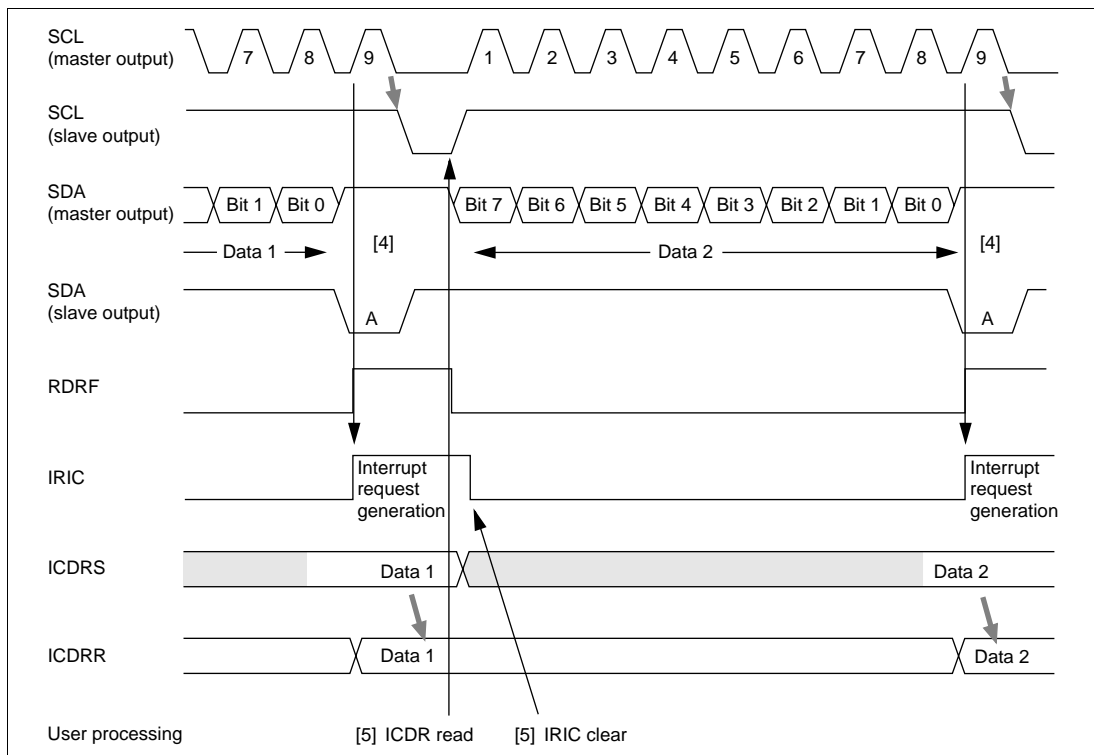 SCL
(master output)
7 8 9 1 2 3 4 5 6 7 8 9
SCL
(slave output)
SDA
(master output)
Bit 1 Bit 0 Bit 7 Bit 6 Bit 5 Bit 4 Bit 3 Bit 2 Bit 1 Bit 0
Data 1 [4] Data 2 [4]
SDA
(slave output)
A A
RDRF
IRIC
Interrupt
request
generation
Interrupt
request
generation
ICDRS
Data 1 Data 2
ICDRR
Data 1 Data 2
User processing [5] ICDR read [5] IRIC clear